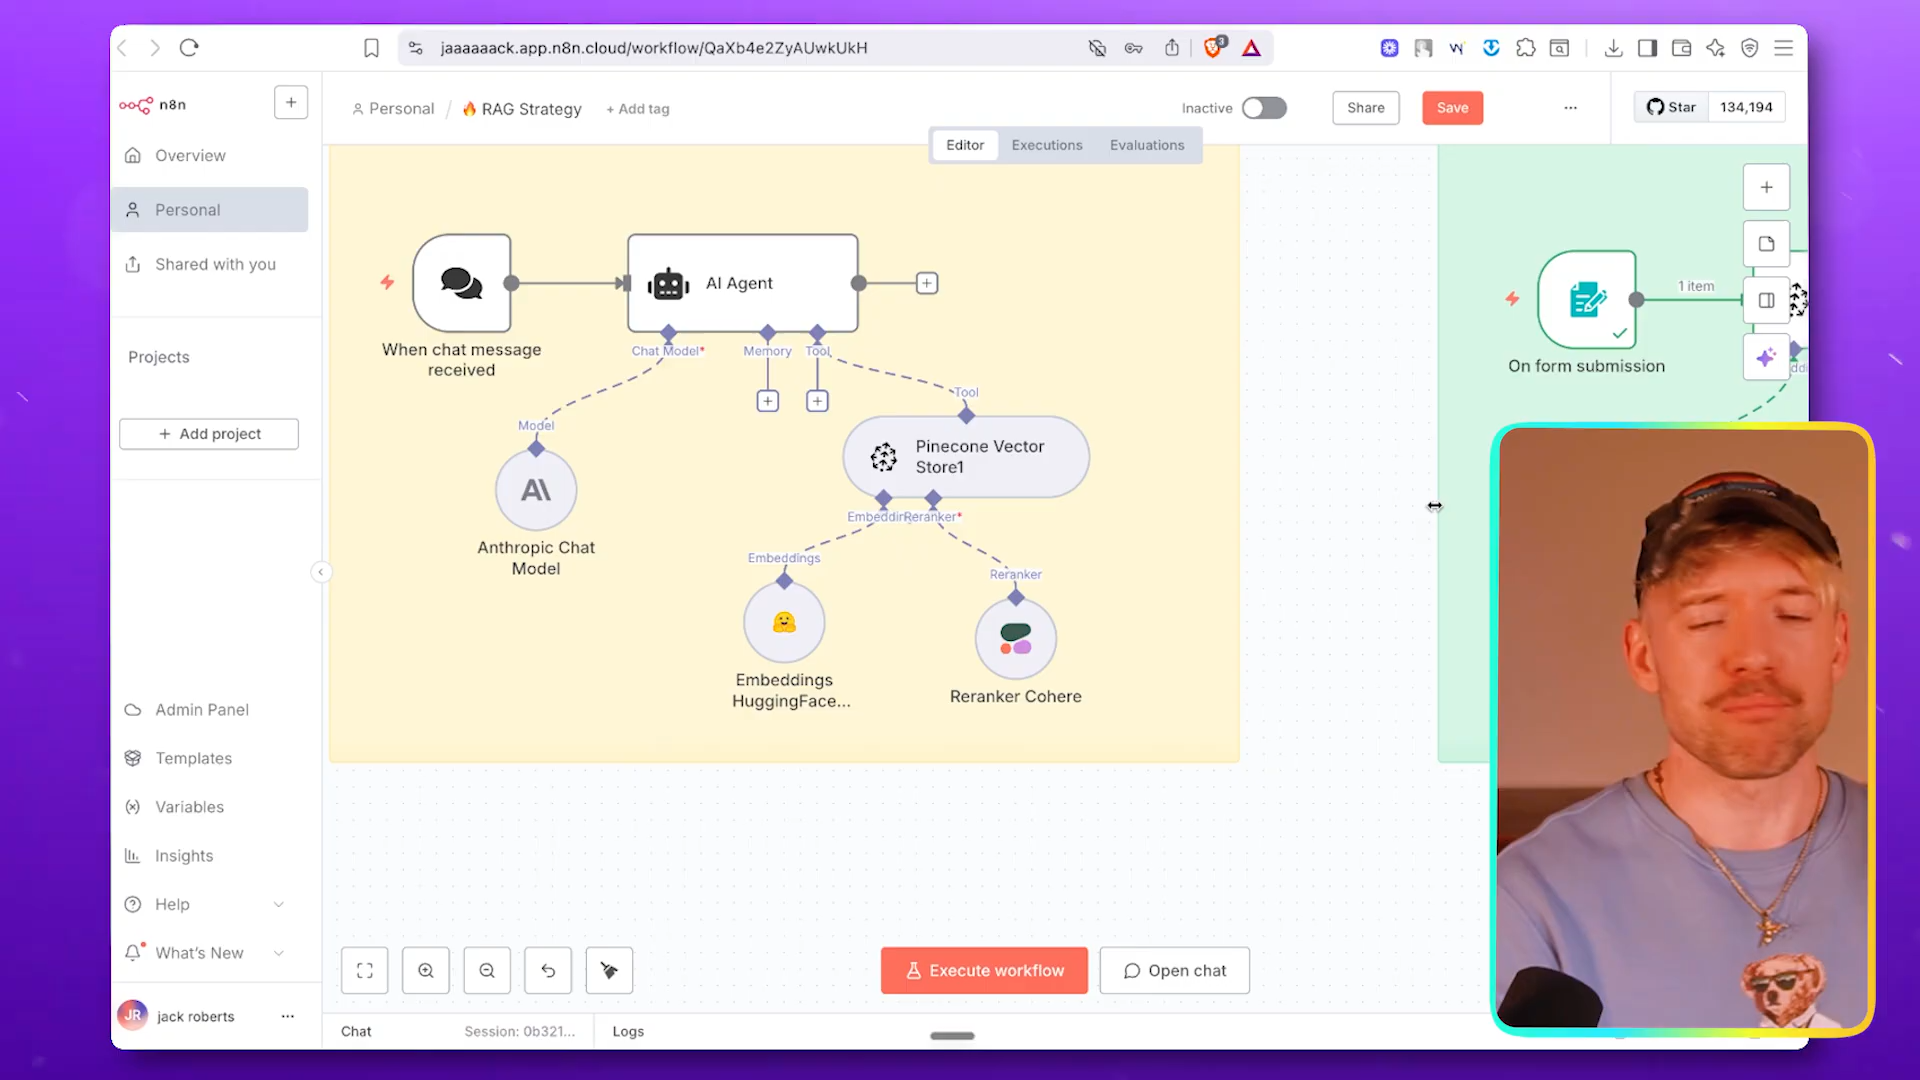 jaaaaaack.app.n8n.cloud/workflow/QaXb4e2ZyAUwkUkH
3
n8n
Personal / 🔥 RAG Strategy + Add tag
Inactive
Share
Save
Star 134,194
Editor Executions Evaluations
Overview
Personal
Shared with you
Projects
+ Add project
Admin Panel
Templates
Variables
Insights
Help
What's New
JR jack roberts
When chat message
received
AI Agent
Chat Model*
Memory
Tool
Model
Anthropic Chat
Model
Tool
Pinecone Vector
Store1
Reranker*
Embeddings
Embeddings
HuggingFace...
Reranker
Reranker Cohere
1 item
On form submission
Execute workflow
Open chat
Chat
Session: 0b321...
Logs